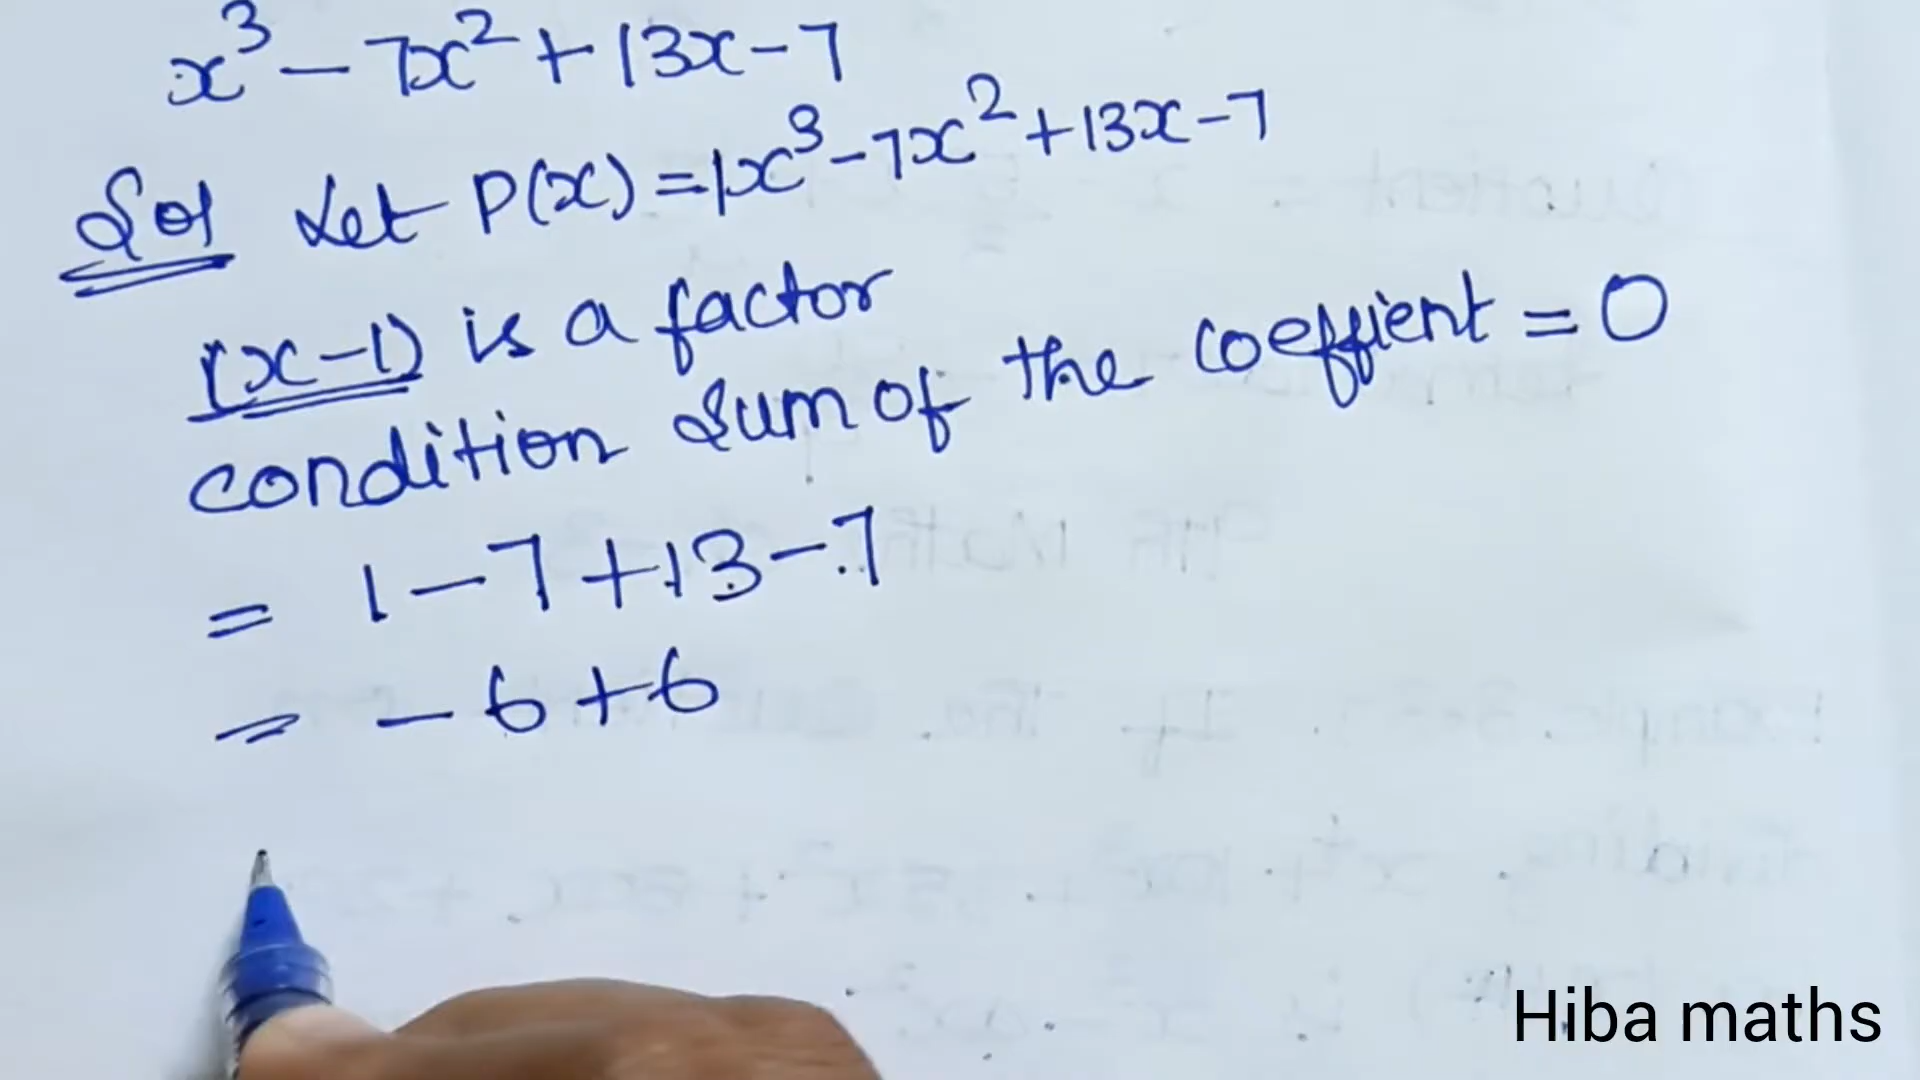 x³ - 7x² + 13x - 7
Sol Let P(x) = 1x³ - 7x² + 13x - 7
(x-1) is a factor
condition sum of the coeffient = 0
= 1 - 7 + 13 - 7
= - 6 + 6
Hiba maths